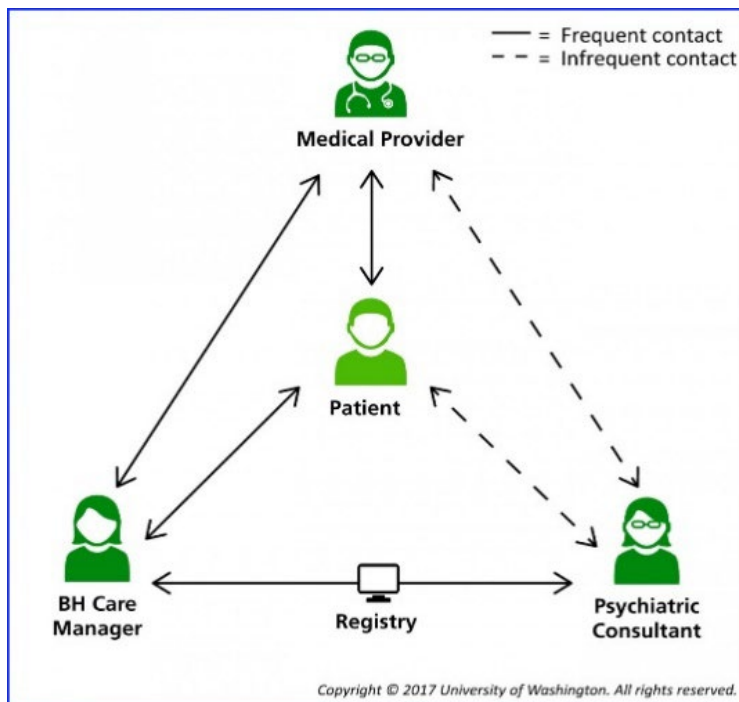 = Frequent contact
= Infrequent contact
Medical Provider
Patient
BH Care
Manager
Registry
Psychiatric
Consultant
Copyright © 2017 University of Washington. All rights reserved.